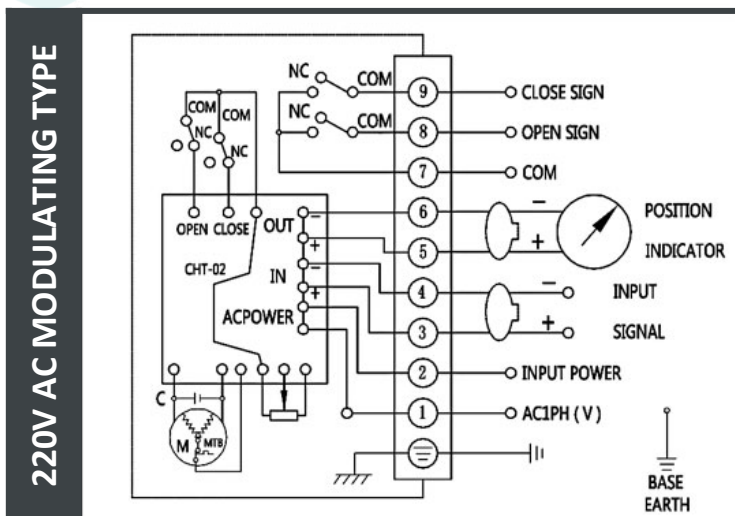 220V AC MODULATING TYPE
NC COM 9 CLOSE SIGN
NC COM 8 OPEN SIGN
7 COM
COM COM
NC NC
OPEN CLOSE OUT − 6 − POSITION
+ 5 + INDICATOR
CHT-02 IN − 4 − INPUT
+ 3 + SIGNAL
ACPOWER 2 INPUT POWER
1 AC1PH ( V )
C
M MTB
BASE
EARTH